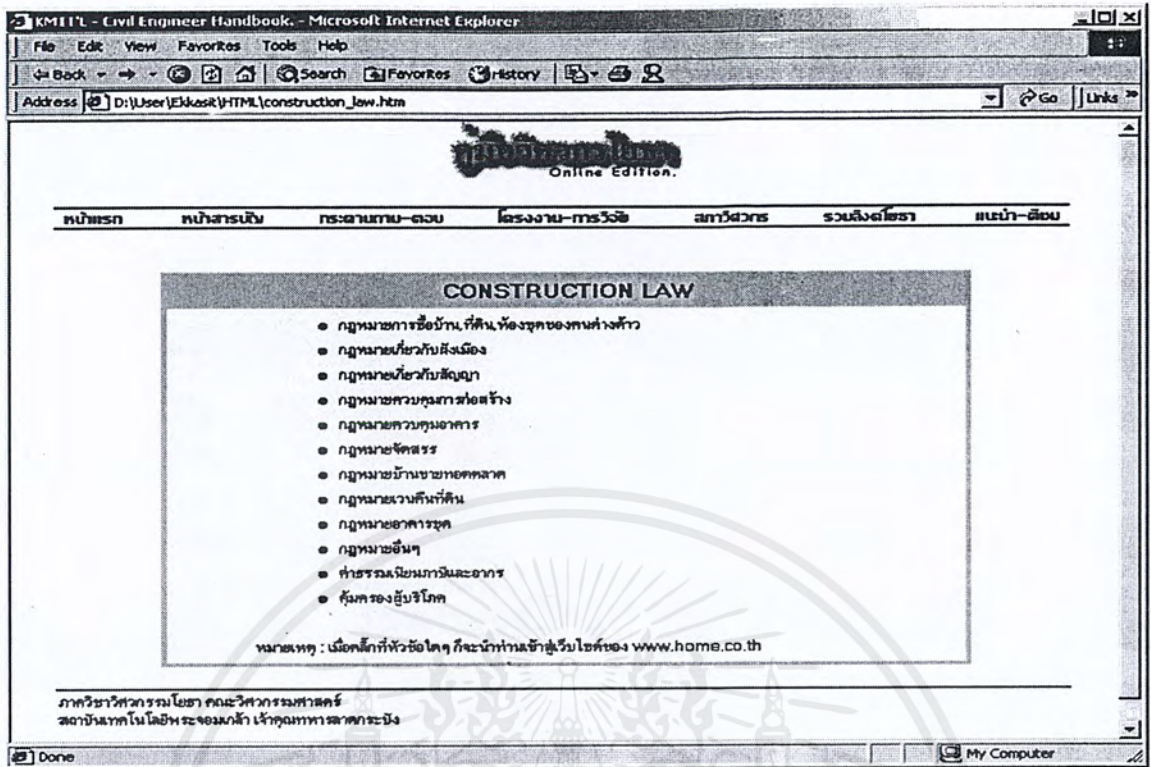 KMIT'L - Civil Engineer Handbook. - Microsoft Internet Explorer
File Edit View Favorites Tools Help
Back Search Favorites History
Address D:\User\Ekkasit\HTML\construction_law.htm Go Links
Online Edition.
หน้าแรก หน้าสารบัญ กระดานถาม-ตอบ โครงงาน-การวิจัย สภาวิศวกร รวมลิงค์โยธา แนะนำ-ติชม
CONSTRUCTION LAW
กฎหมายการซื้อบ้าน,ที่ดิน,ห้องชุดของคนต่างด้าว
กฎหมายเกี่ยวกับผังเมือง
กฎหมายเกี่ยวกับสัญญา
กฎหมายควบคุมการก่อสร้าง
กฎหมายควบคุมอาคาร
กฎหมายจัดสรร
กฎหมายบ้านขายทอดตลาด
กฎหมายเวนคืนที่ดิน
กฎหมายอาคารชุด
กฎหมายอื่นๆ
ค่าธรรมเนียมภาษีและอากร
คุ้มครองผู้บริโภค
หมายเหตุ : เมื่อคลิ๊กที่หัวข้อใดๆ ก็จะนำท่านเข้าสู่เว็บไซต์ของ www.home.co.th
ภาควิชาวิศวกรรมโยธา คณะวิศวกรรมศาสตร์
สถาบันเทคโนโลยีพระจอมเกล้า เจ้าคุณทหารลาดกระบัง
Done My Computer